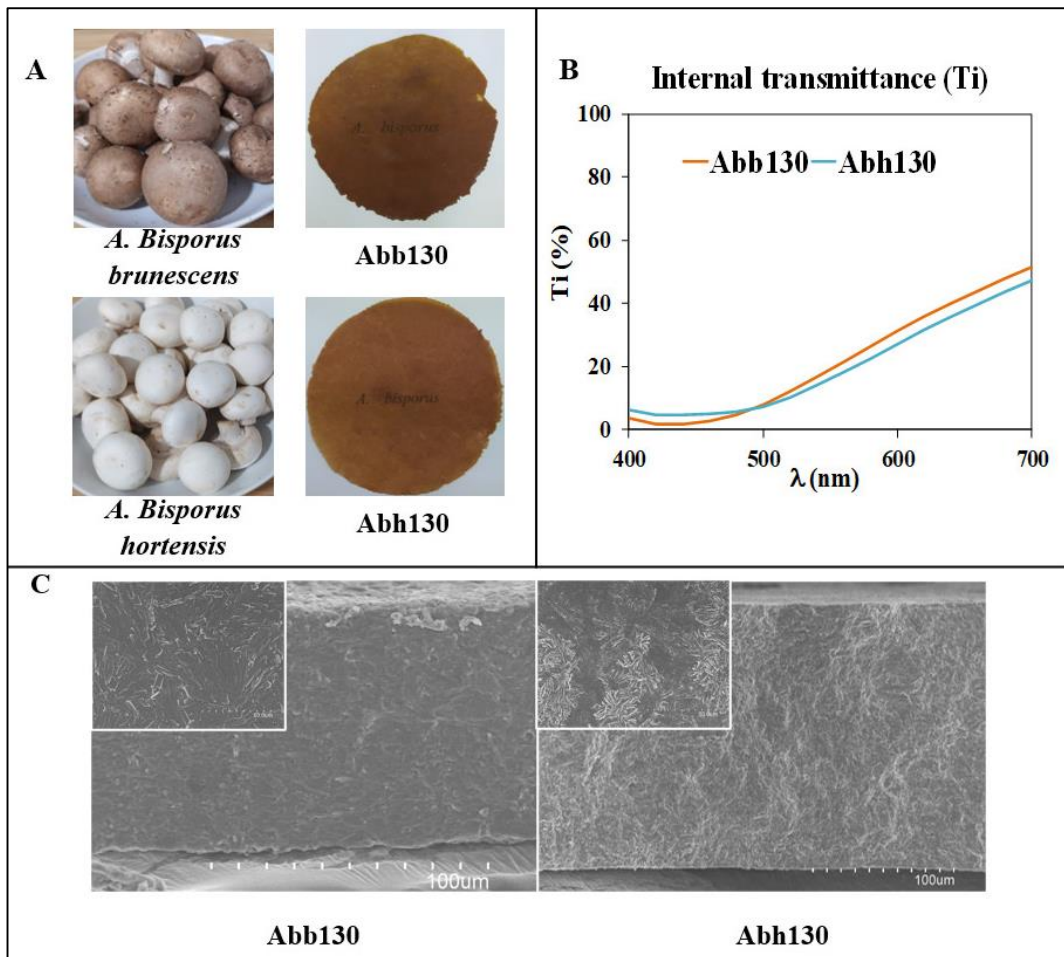 A
A. bisporus
A. Bisporus
brunescens
Abb130
A. bisporus
A. Bisporus
hortensis
Abh130
B
Internal transmittance (Ti)
Abb130
Abh130
Ti (%)
100
80
60
40
20
0
400
500
600
700
λ (nm)
C
100um
100um
Abb130
Abh130